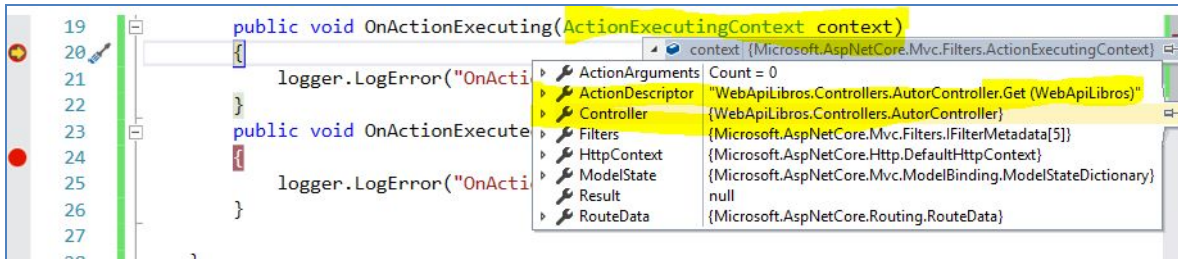 19 public void OnActionExecuting(ActionExecutingContext context)
20 { context {Microsoft.AspNetCore.Mvc.Filters.ActionExecutingContext}
21 logger.LogError("OnActi
22 }
23 public void OnActionExecute
24 {
25 logger.LogError("OnActi
26 }
27
ActionArguments Count = 0
ActionDescriptor "WebApiLibros.Controllers.AutorController.Get (WebApiLibros)"
Controller {WebApiLibros.Controllers.AutorController}
Filters {Microsoft.AspNetCore.Mvc.Filters.IFilterMetadata[5]}
HttpContext {Microsoft.AspNetCore.Http.DefaultHttpContext}
ModelState {Microsoft.AspNetCore.Mvc.ModelBinding.ModelStateDictionary}
Result null
RouteData {Microsoft.AspNetCore.Routing.RouteData}